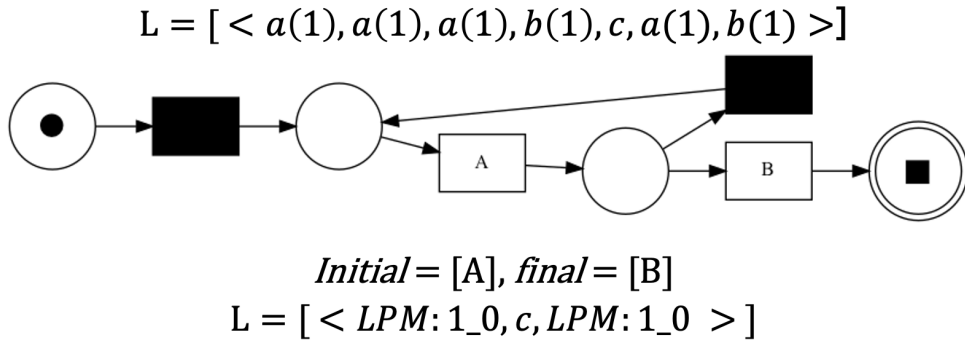 L = [ < a(1), a(1), a(1), b(1), c, a(1), b(1) >]
A
B
Initial = [A], final = [B]
L = [ < LPM: 1_0, c, LPM: 1_0 > ]